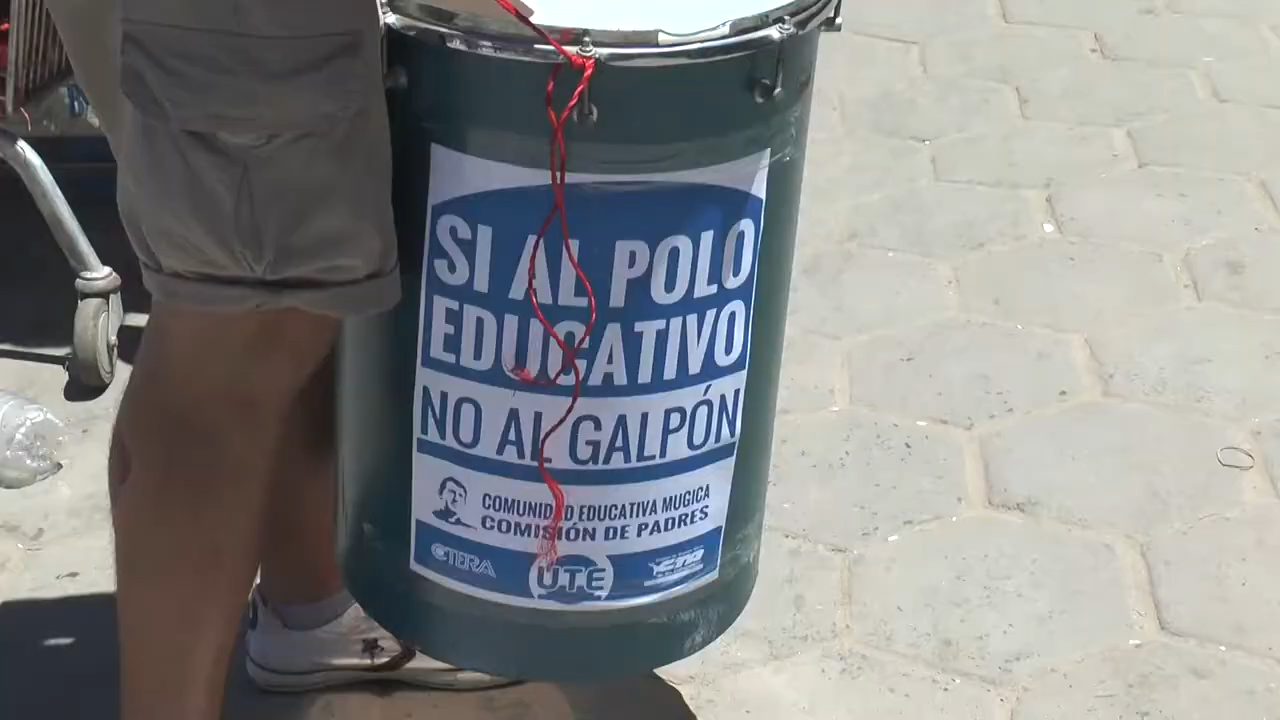 SI AL POLO
EDUCATIVO
NO AL GALPÓN
COMUNIDAD EDUCATIVA MUGICA
COMISIÓN DE PADRES
CTERA
UTE
CTA